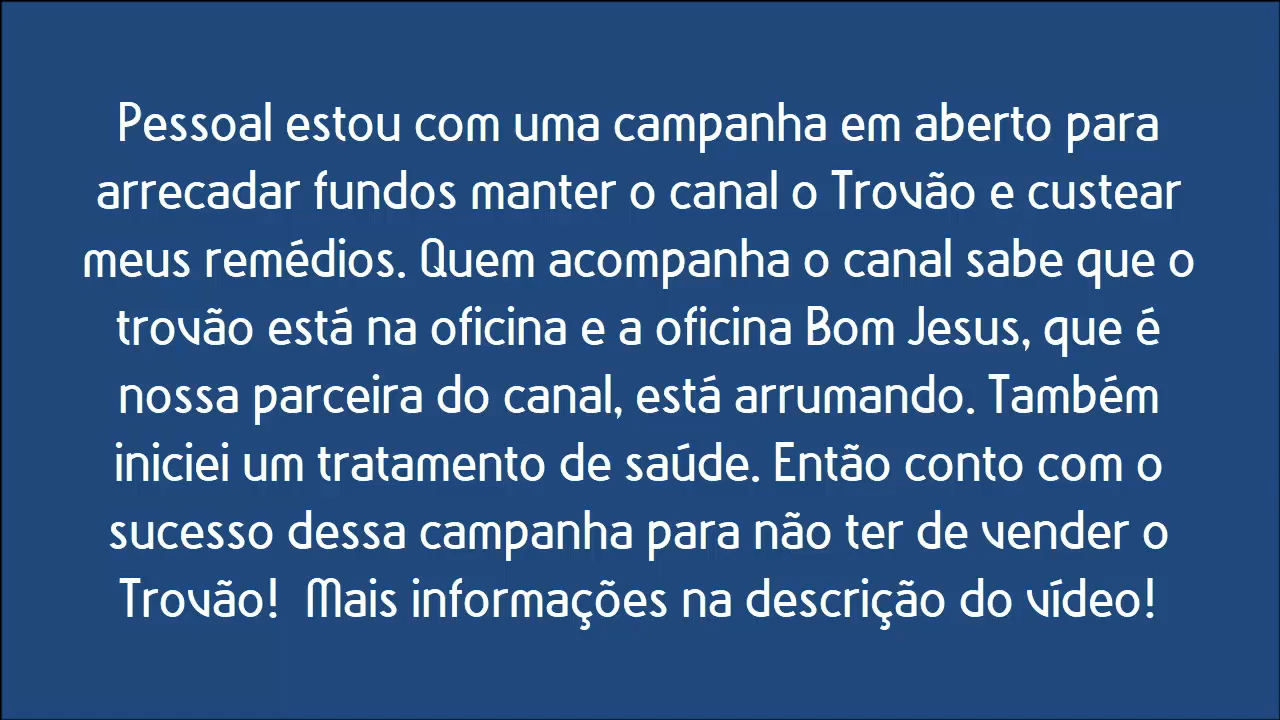 Pessoal estou com uma campanha em aberto para
arrecadar fundos manter o canal o Trovão e custear
meus remédios. Quem acompanha o canal sabe que o
trovão está na oficina e a oficina Bom Jesus, que é
nossa parceira do canal, está arrumando. Também
iniciei um tratamento de saúde. Então conto com o
sucesso dessa campanha para não ter de vender o
Trovão!  Mais informações na descrição do vídeo!